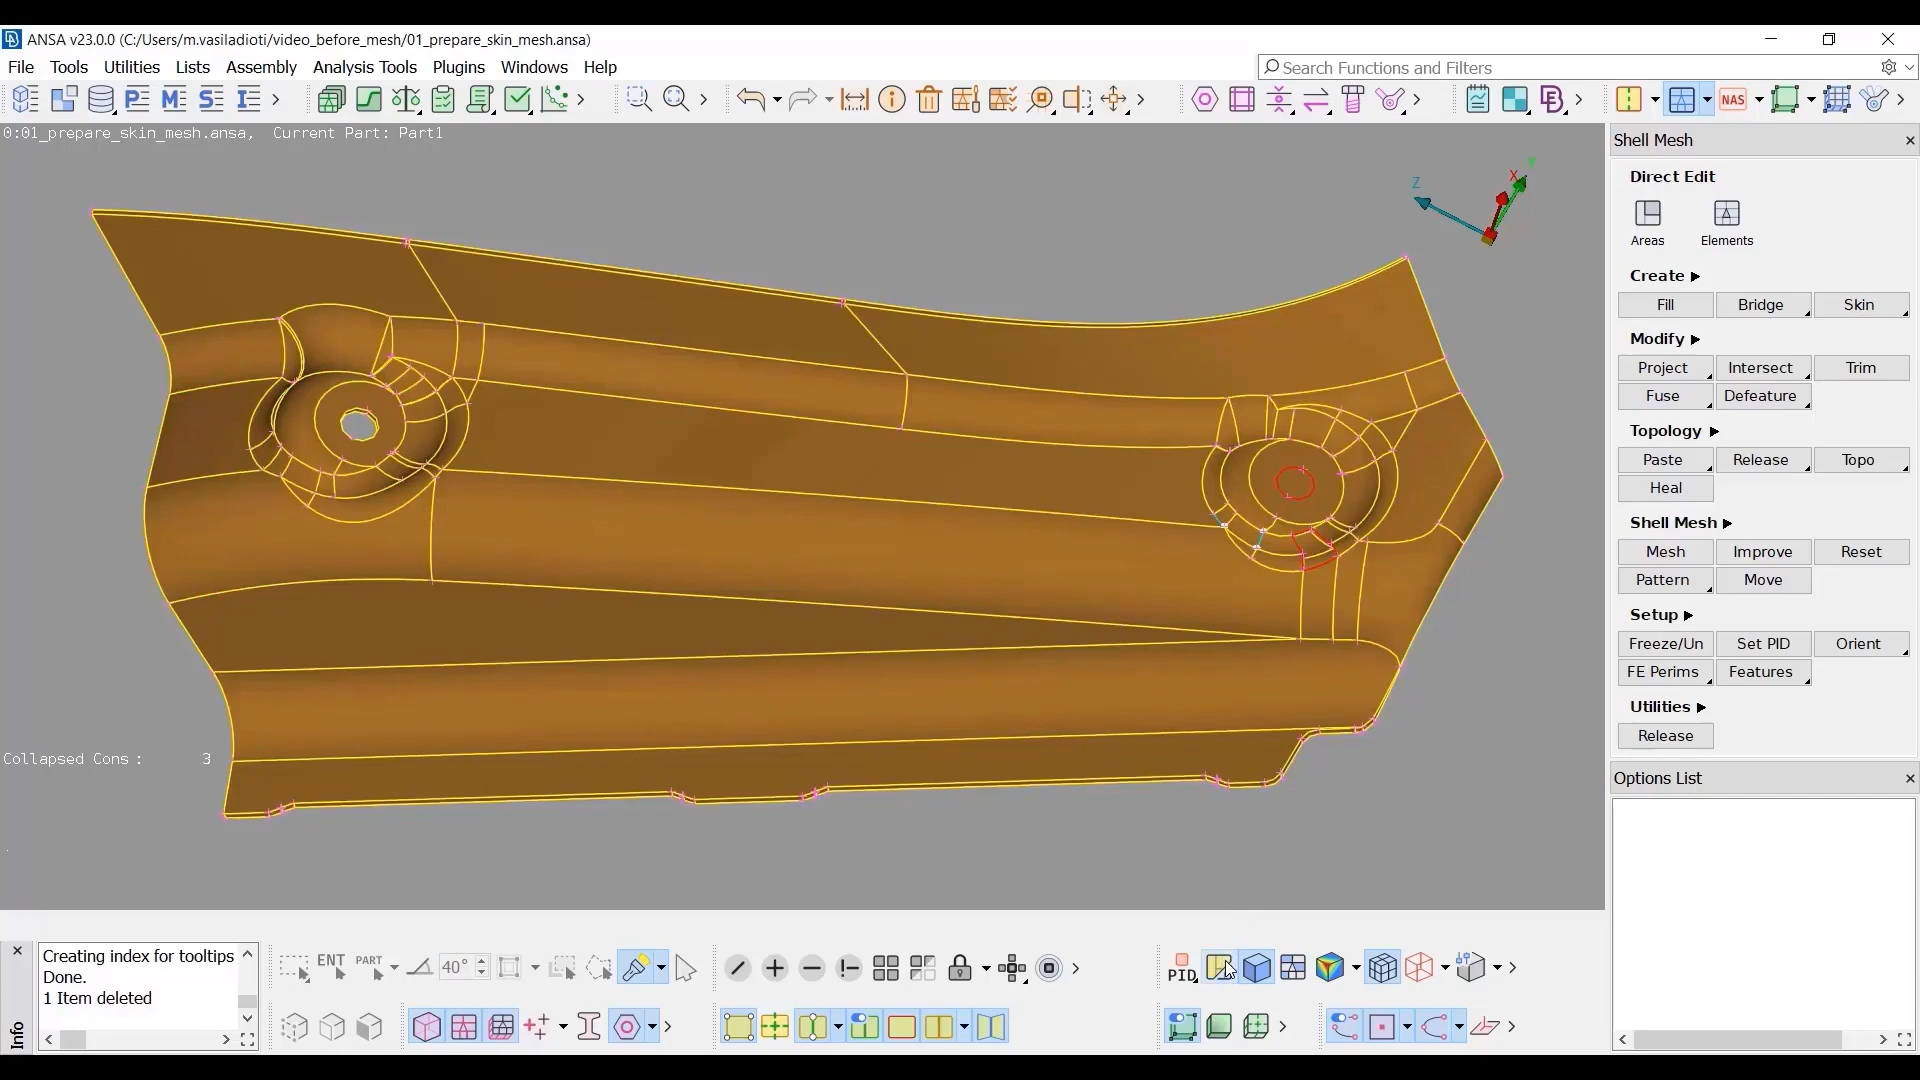 ANSA v23.0.0 (C:/Users/m.vasiladioti/video_before_mesh/01_prepare_skin_mesh.ansa)
File Tools Utilities Lists Assembly Analysis Tools Plugins Windows Help
Search Functions and Filters
P M S I
NAS
0:01_prepare_skin_mesh.ansa, Current Part: Part1
Z X Y
Collapsed Cons : 3
Shell Mesh
Direct Edit
Areas Elements
Create
Fill Bridge Skin
Modify
Project Intersect Trim
Fuse Defeature
Topology
Paste Release Topo
Heal
Shell Mesh
Mesh Improve Reset
Pattern Move
Setup
Freeze/Un Set PID Orient
FE Perims Features
Utilities
Release
Options List
Info
Creating index for tooltips
Done.
1 Item deleted
ENT PART 40° PID